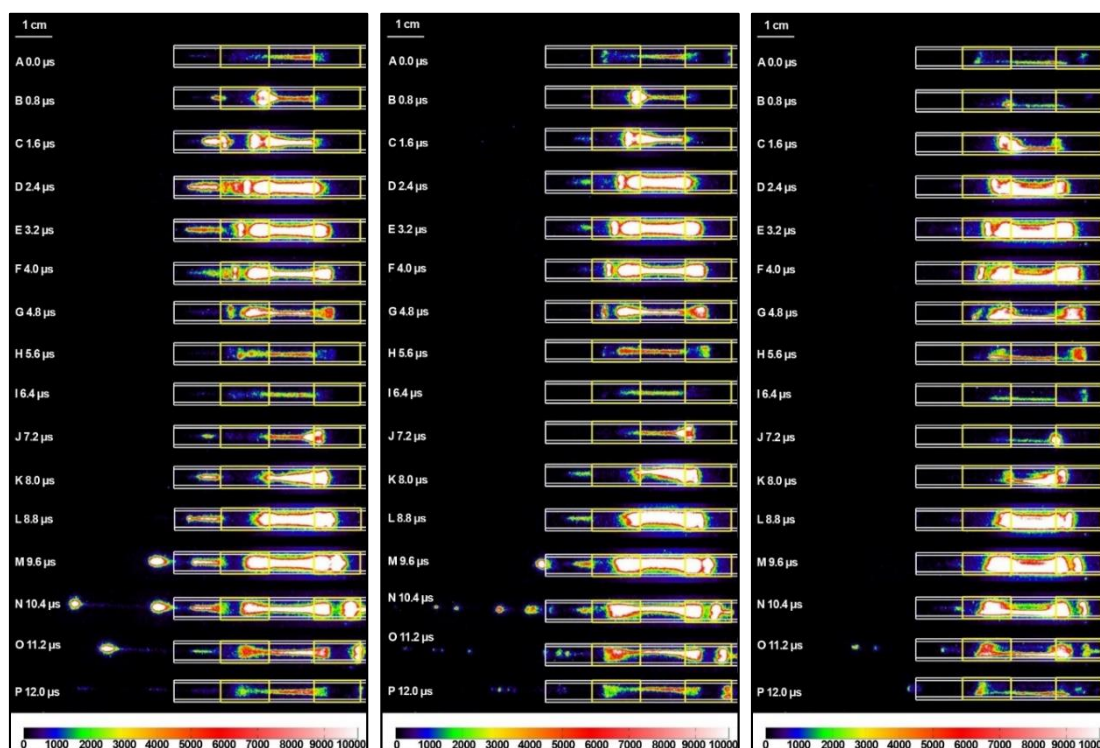 1 cm
A 0.0 µs
B 0.8 µs
C 1.6 µs
D 2.4 µs
E 3.2 µs
F 4.0 µs
G 4.8 µs
H 5.6 µs
I 6.4 µs
J 7.2 µs
K 8.0 µs
L 8.8 µs
M 9.6 µs
N 10.4 µs
O 11.2 µs
P 12.0 µs
0 1000 2000 3000 4000 5000 6000 7000 8000 9000 10000
1 cm
A 0.0 µs
B 0.8 µs
C 1.6 µs
D 2.4 µs
E 3.2 µs
F 4.0 µs
G 4.8 µs
H 5.6 µs
I 6.4 µs
J 7.2 µs
K 8.0 µs
L 8.8 µs
M 9.6 µs
N 10.4 µs
O 11.2 µs
P 12.0 µs
0 1000 2000 3000 4000 5000 6000 7000 8000 9000 10000
1 cm
A 0.0 µs
B 0.8 µs
C 1.6 µs
D 2.4 µs
E 3.2 µs
F 4.0 µs
G 4.8 µs
H 5.6 µs
I 6.4 µs
J 7.2 µs
K 8.0 µs
L 8.8 µs
M 9.6 µs
N 10.4 µs
O 11.2 µs
P 12.0 µs
0 1000 2000 3000 4000 5000 6000 7000 8000 9000 10000